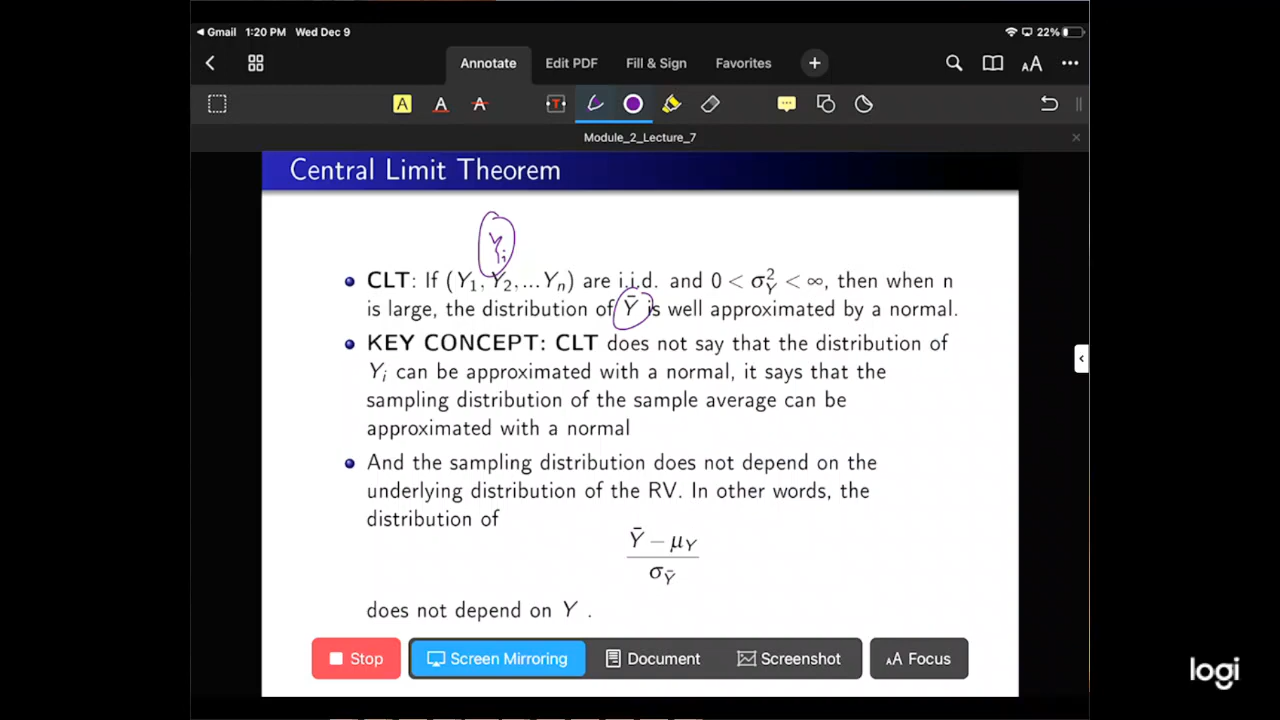 Gmail 1:20 PM Wed Dec 9 22%
Annotate Edit PDF Fill & Sign Favorites + AA
A A A T
Module_2_Lecture_7
Central Limit Theorem
Yi
CLT: If (Y₁, Y₂, ...Yₙ) are i.i.d. and 0 < σ²_Y < ∞, then when n
is large, the distribution of Ȳ is well approximated by a normal.
KEY CONCEPT: CLT does not say that the distribution of
Yᵢ can be approximated with a normal, it says that the
sampling distribution of the sample average can be
approximated with a normal
And the sampling distribution does not depend on the
underlying distribution of the RV. In other words, the
distribution of
Ȳ − μ_Y
σ_Ȳ
does not depend on Y .
Stop Screen Mirroring Document Screenshot AA Focus
logi